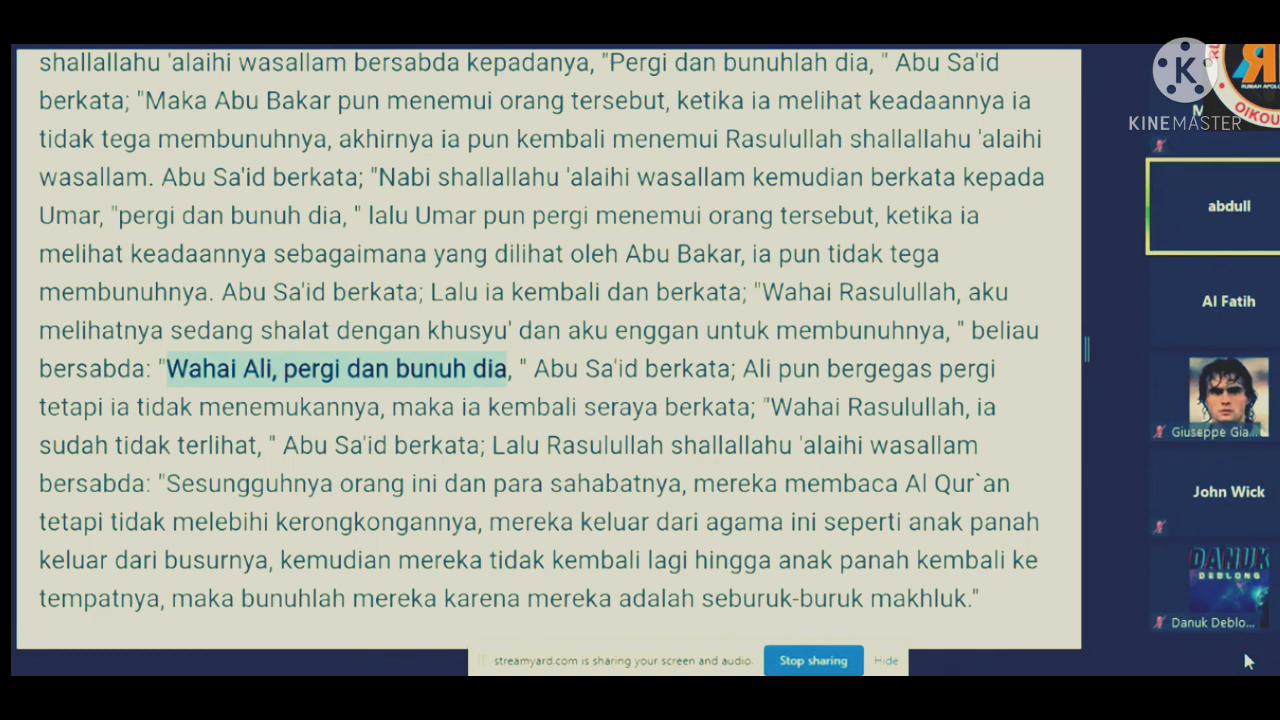 shallallahu 'alaihi wasallam bersabda kepadanya, "Pergi dan bunuhlah dia, " Abu Sa'id
berkata; "Maka Abu Bakar pun menemui orang tersebut, ketika ia melihat keadaannya ia
tidak tega membunuhnya, akhirnya ia pun kembali menemui Rasulullah shallallahu 'alaihi
wasallam. Abu Sa'id berkata; "Nabi shallallahu 'alaihi wasallam kemudian berkata kepada
Umar, "pergi dan bunuh dia, " lalu Umar pun pergi menemui orang tersebut, ketika ia
melihat keadaannya sebagaimana yang dilihat oleh Abu Bakar, ia pun tidak tega
membunuhnya. Abu Sa'id berkata; Lalu ia kembali dan berkata; "Wahai Rasulullah, aku
melihatnya sedang shalat dengan khusyu' dan aku enggan untuk membunuhnya, " beliau
bersabda: "Wahai Ali, pergi dan bunuh dia, " Abu Sa'id berkata; Ali pun bergegas pergi
tetapi ia tidak menemukannya, maka ia kembali seraya berkata; "Wahai Rasulullah, ia
sudah tidak terlihat, " Abu Sa'id berkata; Lalu Rasulullah shallallahu 'alaihi wasallam
bersabda: "Sesungguhnya orang ini dan para sahabatnya, mereka membaca Al Qur`an
tetapi tidak melebihi kerongkongannya, mereka keluar dari agama ini seperti anak panah
keluar dari busurnya, kemudian mereka tidak kembali lagi hingga anak panah kembali ke
tempatnya, maka bunuhlah mereka karena mereka adalah seburuk-buruk makhluk."
streamyard.com is sharing your screen and audio.
Stop sharing
Hide
K
KINEMASTER
abdull
Al Fatih
Giuseppe Gia...
John Wick
DANUK
DEBLONG
Danuk Deblo...